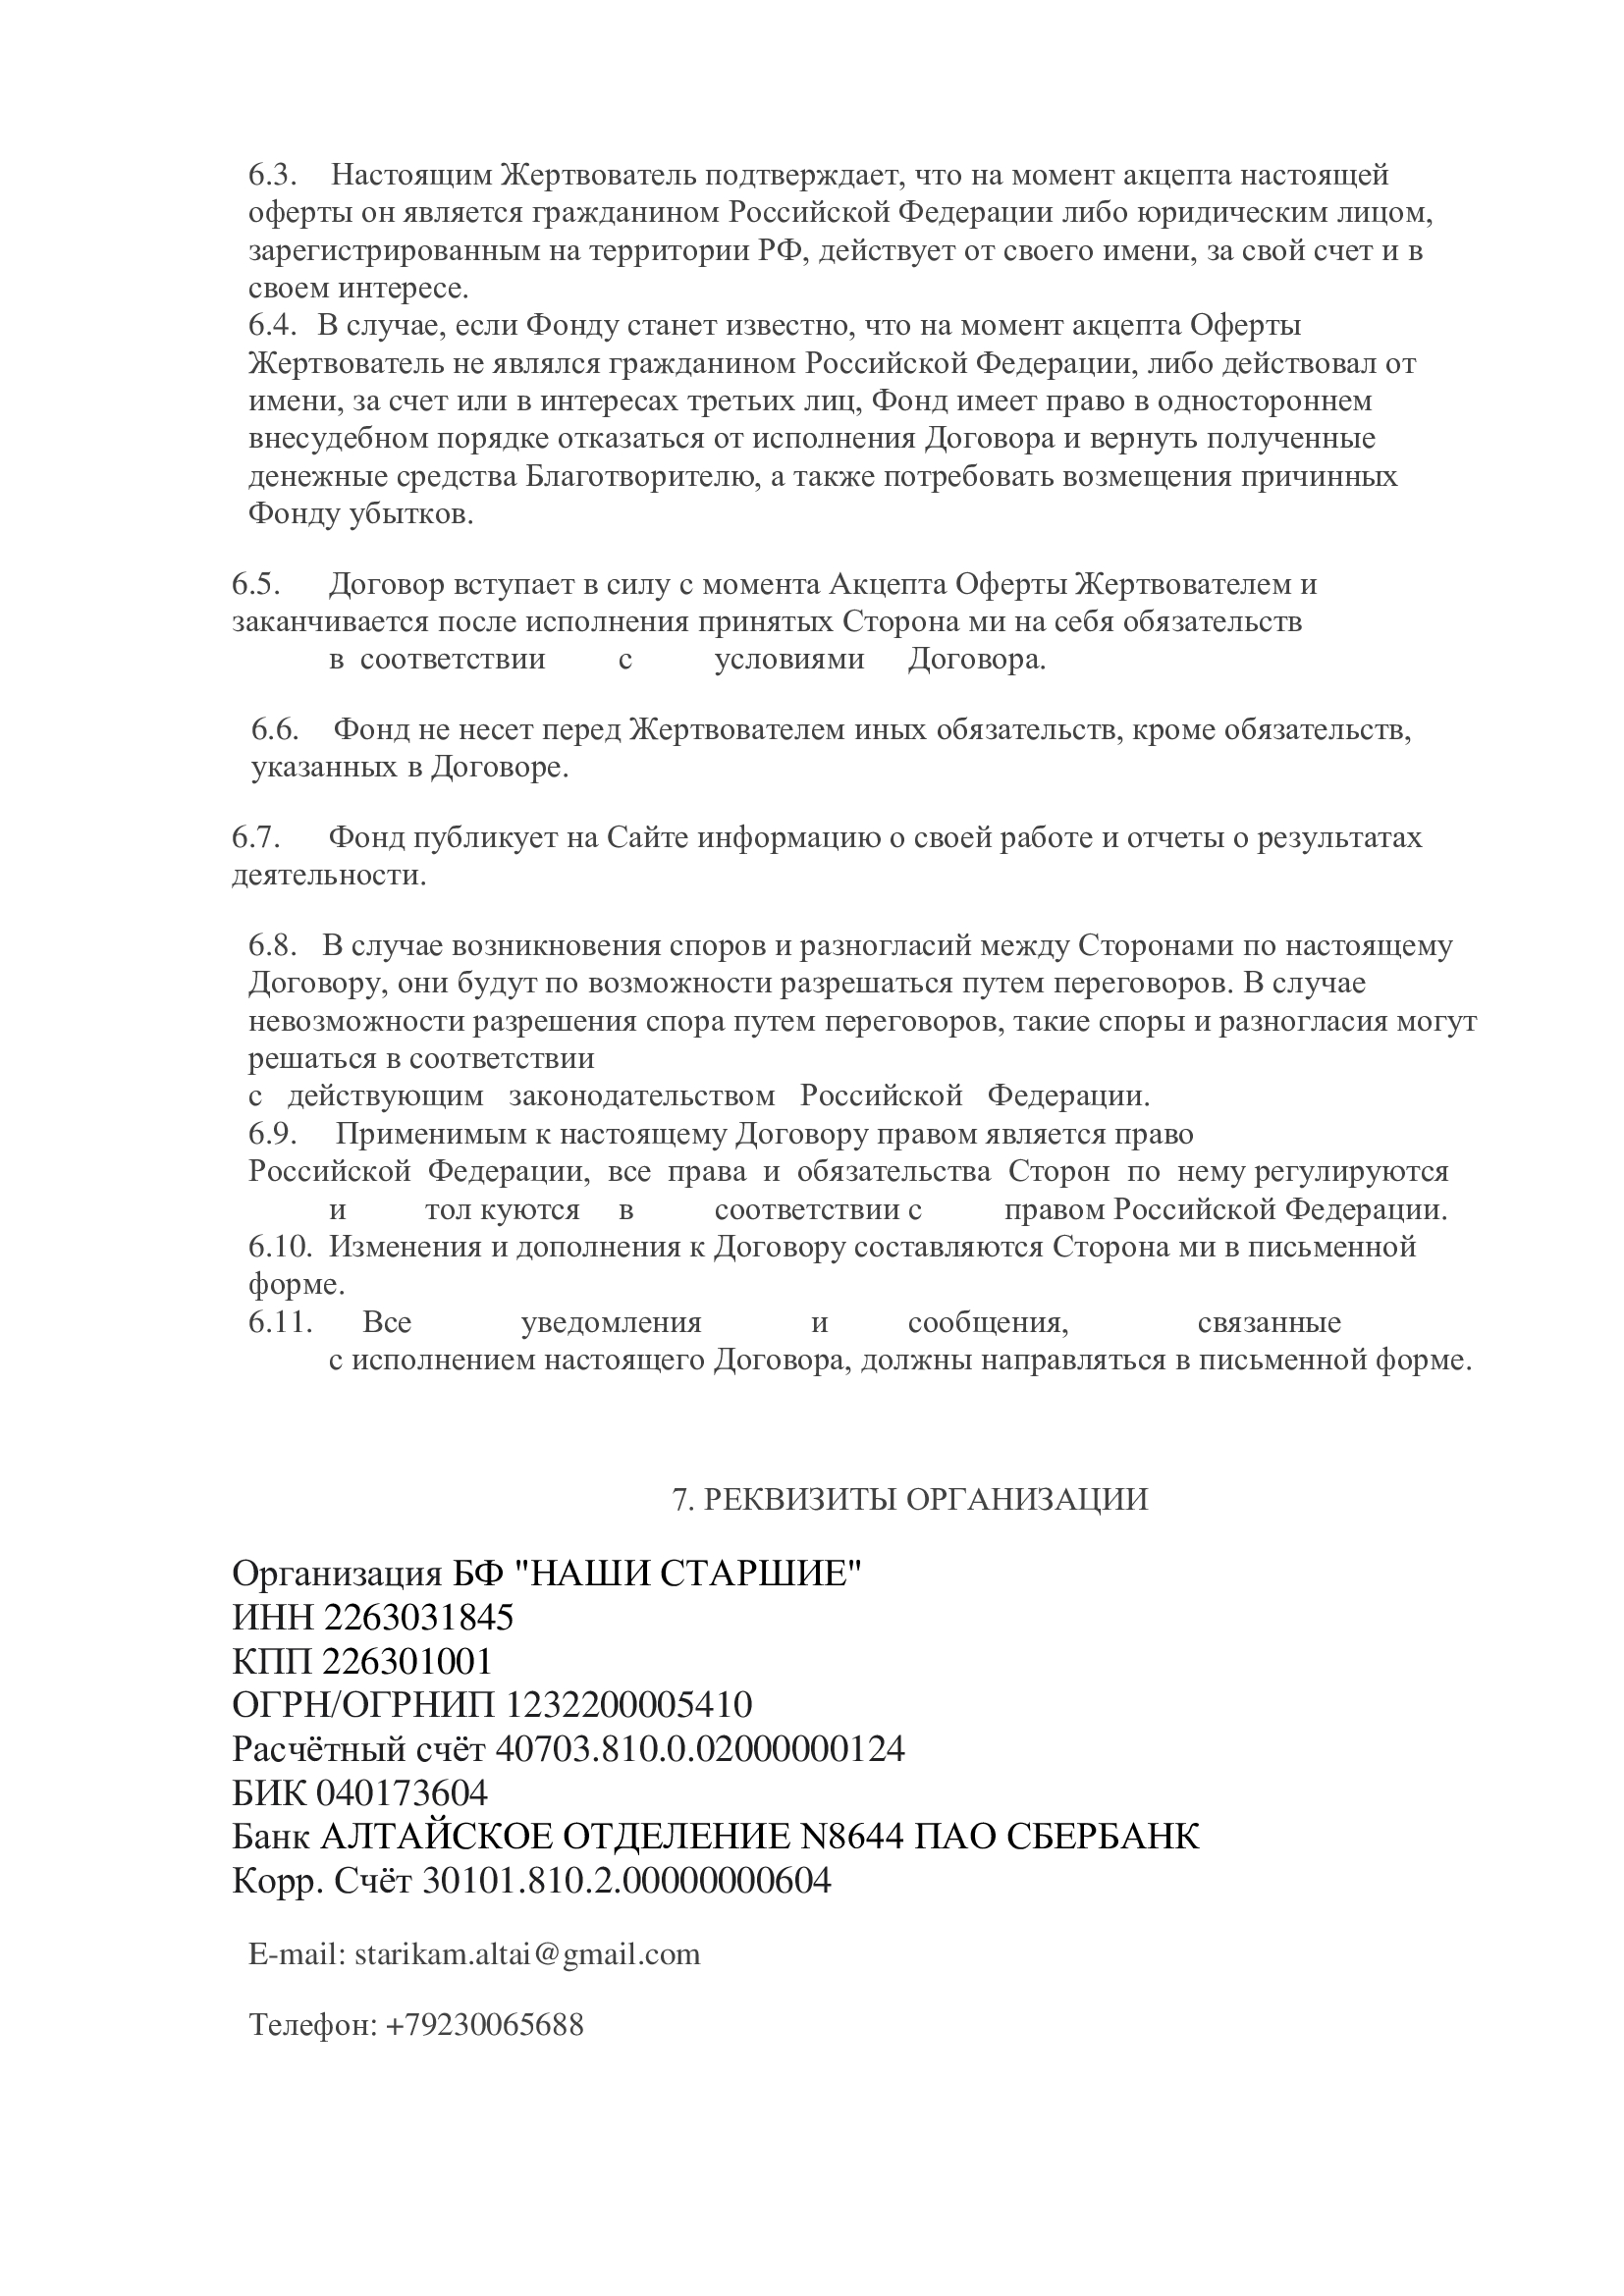 6.3. Настоящим Жертвователь подтверждает, что на момент акцепта настоящей
оферты он является гражданином Российской Федерации либо юридическим лицом,
зарегистрированным на территории РФ, действует от своего имени, за свой счет и в
своем интересе.
6.4. В случае, если Фонду станет известно, что на момент акцепта Оферты
Жертвователь не являлся гражданином Российской Федерации, либо действовал от
имени, за счет или в интересах третьих лиц, Фонд имеет право в одностороннем
внесудебном порядке отказаться от исполнения Договора и вернуть полученные
денежные средства Благотворителю, а также потребовать возмещения причинных
Фонду убытков.
6.5. Договор вступает в силу с момента Акцепта Оферты Жертвователем и
заканчивается после исполнения принятых Сторона ми на себя обязательств
в соответствии с условиями Договора.
6.6. Фонд не несет перед Жертвователем иных обязательств, кроме обязательств,
указанных в Договоре.
6.7. Фонд публикует на Сайте информацию о своей работе и отчеты о результатах
деятельности.
6.8. В случае возникновения споров и разногласий между Сторонами по настоящему
Договору, они будут по возможности разрешаться путем переговоров. В случае
невозможности разрешения спора путем переговоров, такие споры и разногласия могут
решаться в соответствии
с действующим законодательством Российской Федерации.
6.9. Применимым к настоящему Договору правом является право
Российской Федерации, все права и обязательства Сторон по нему регулируются
и тол куются в соответствии с правом Российской Федерации.
6.10. Изменения и дополнения к Договору составляются Сторона ми в письменной
форме.
6.11. Все уведомления и сообщения, связанные
с исполнением настоящего Договора, должны направляться в письменной форме.
7. РЕКВИЗИТЫ ОРГАНИЗАЦИИ
Организация БФ "НАШИ СТАРШИЕ"
ИНН 2263031845
КПП 226301001
ОГРН/ОГРНИП 1232200005410
Расчётный счёт 40703.810.0.02000000124
БИК 040173604
Банк АЛТАЙСКОЕ ОТДЕЛЕНИЕ N8644 ПАО СБЕРБАНК
Корр. Счёт 30101.810.2.00000000604
E-mail: starikam.altai@gmail.com
Телефон: +79230065688